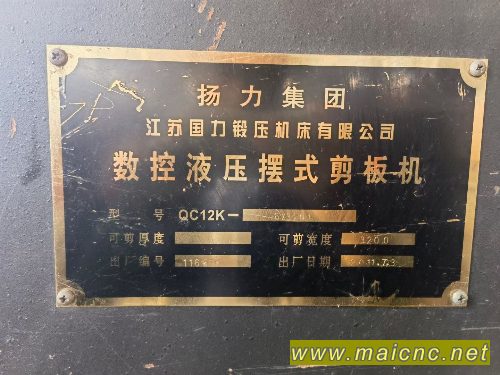 扬力集团
江苏国力锻压机床有限公司
数控液压摆式剪板机
型 号 QC12K-
可剪厚度 可剪宽度 3200
出厂编号 出厂日期
www.maicnc.net